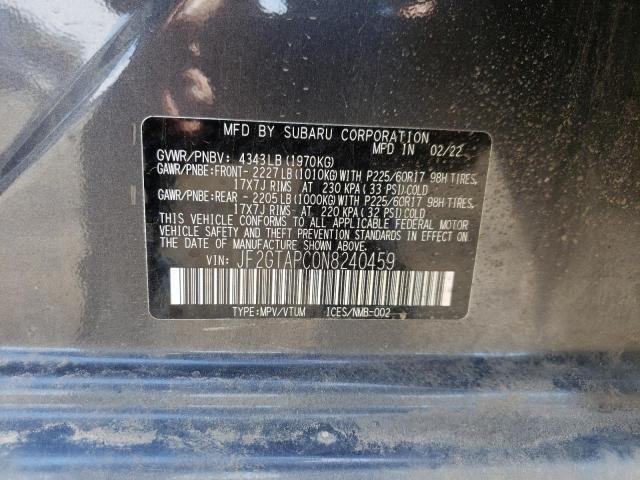 MFD BY SUBARU CORPORATION
MFD IN 02/22
GVWR/PNBV: 4343LB(1970KG)
GAWR/PNBE:FRONT- 2227LB(1010KG)WITH P225/60R17 98H TIRES,
17X7J RIMS AT 230 KPA(33 PSI)COLD
GAWR/PNBE:REAR - 2205LB(1000KG)WITH P225/60R17 98H TIRES,
17X7J RIMS AT 220 KPA(32 PSI)COLD
THIS VEHICLE CONFORMS TO ALL APPLICABLE FEDERAL MOTOR
VEHICLE SAFETY AND THEFT PREVENTION STANDARDS IN EFFECT
ON THE DATE OF MANUFACTURE SHOWN ABOVE.
VIN: JF2GTAPC0N8240459
TYPE:MPV/VTUM ICES/NMB-002